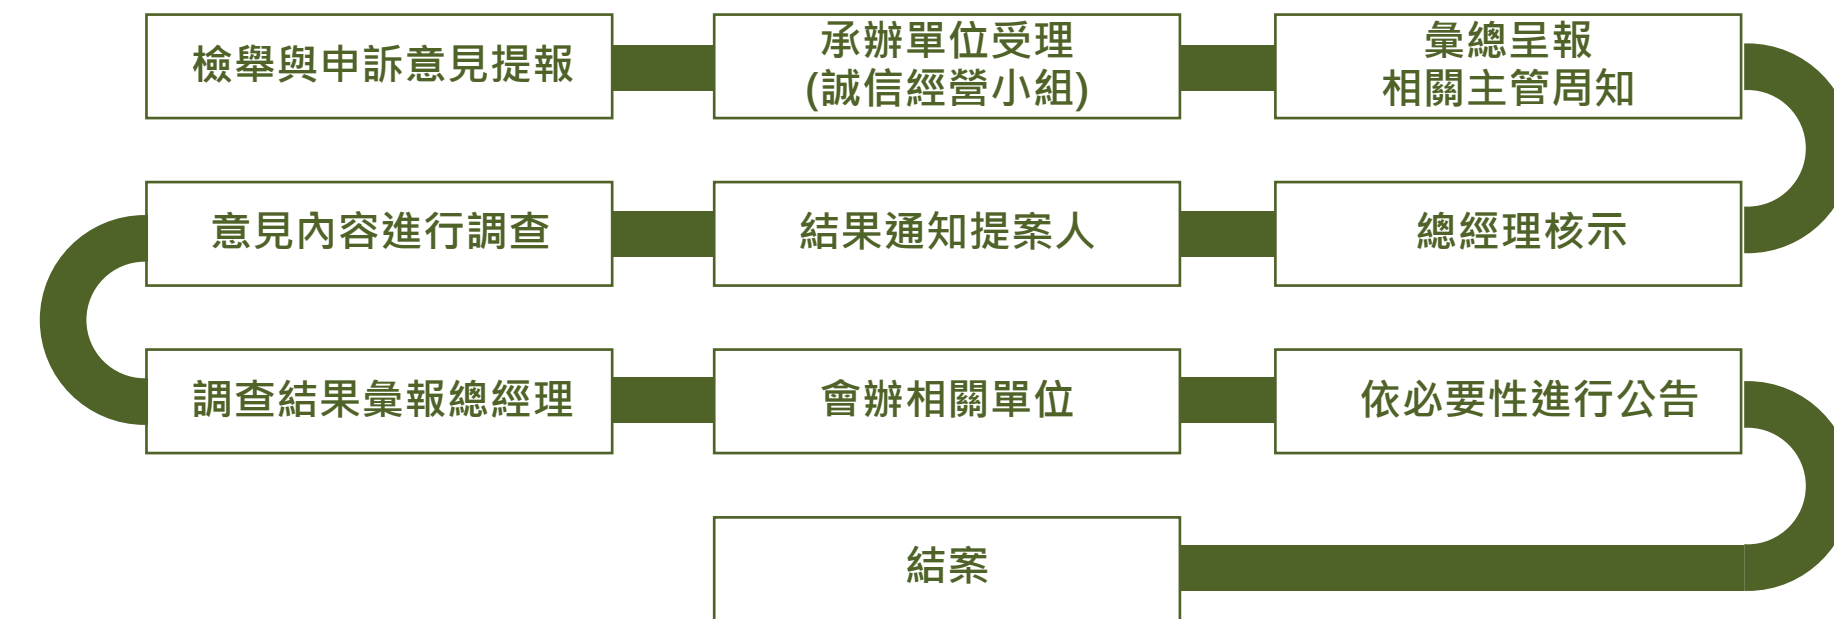 檢舉與申訴意見提報
承辦單位受理
(誠信經營小組)
彙總呈報
相關主管周知
總經理核示
結果通知提案人
意見內容進行調查
調查結果彙報總經理
會辦相關單位
依必要性進行公告
結案